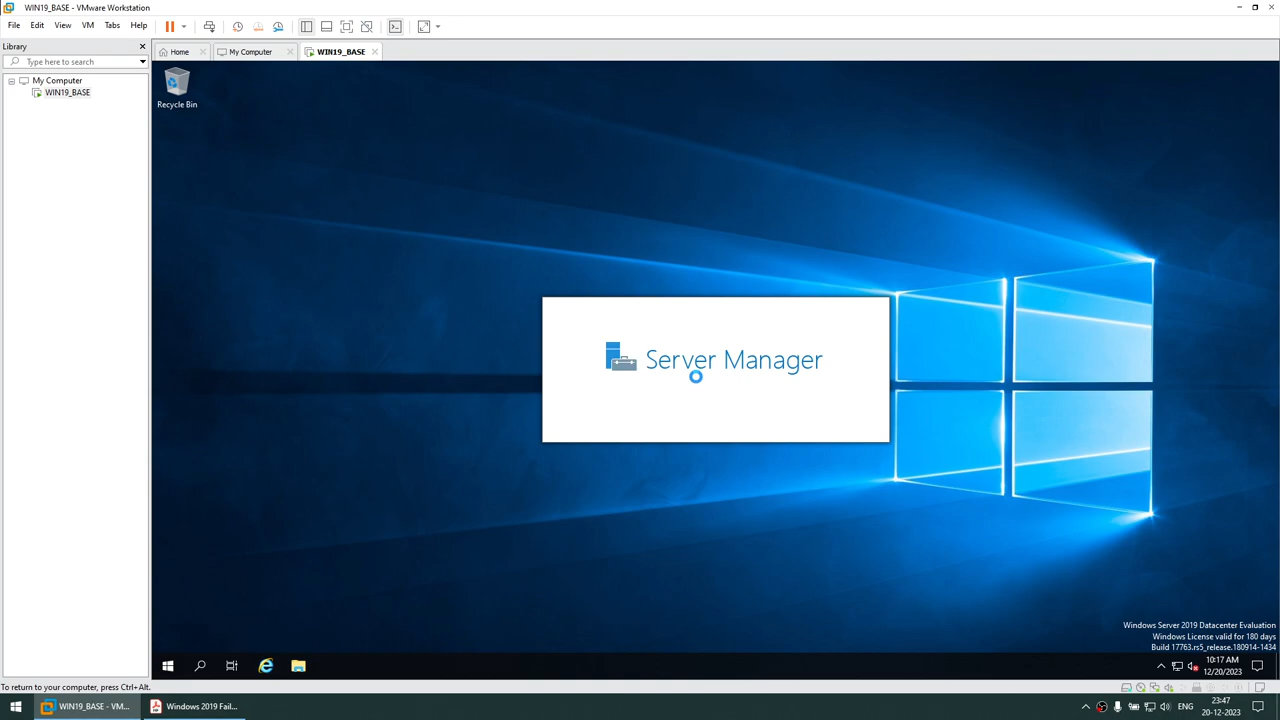 WIN19_BASE - VMware Workstation
File Edit View VM Tabs Help
Library
Home
My Computer
WIN19_BASE
Type here to search
My Computer
WIN19_BASE
Recycle Bin
Server Manager
Windows Server 2019 Datacenter Evaluation
Windows License valid for 180 days
Build 17763.rs5_release.180914-1434
10:17 AM
12/20/2023
To return to your computer, press Ctrl+Alt.
WIN19_BASE - VM...
Windows 2019 Fail...
ENG
23:47
20-12-2023